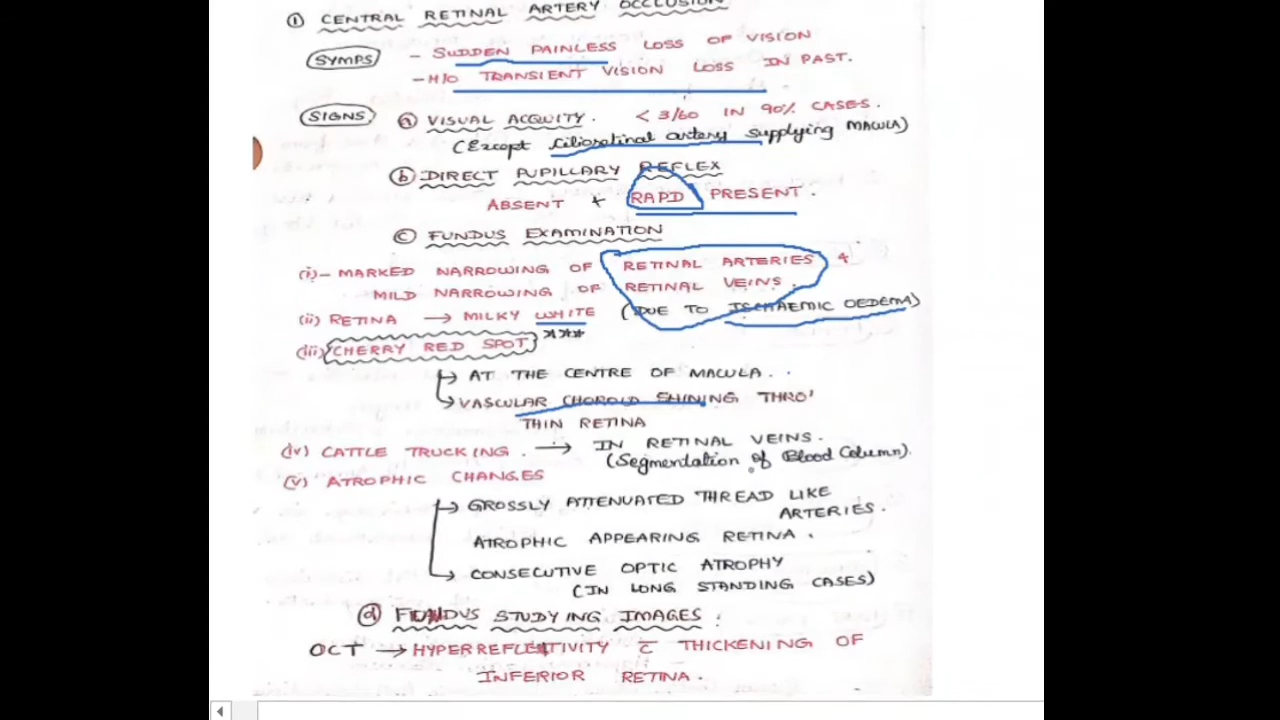 ① CENTRAL RETINAL ARTERY OCCLUSION
SYMPS - SUDDEN PAINLESS LOSS OF VISION
- H/O TRANSIENT VISION LOSS IN PAST.
SIGNS ⓐ VISUAL ACQUITY. < 3/60 IN 90% CASES.
(Except cilioretinal artery supplying MACULA)
ⓑ DIRECT PUPILLARY REFLEX
ABSENT + RAPD PRESENT.
ⓒ FUNDUS EXAMINATION
(i) - MARKED NARROWING OF RETINAL ARTERIES &
MILD NARROWING OF RETINAL VEINS.
(ii) RETINA → MILKY WHITE (DUE TO ISCHAEMIC OEDEMA)
(iii) CHERRY RED SPOT ***
↳ AT THE CENTRE OF MACULA.
↳ VASCULAR CHOROID SHINING THRO'
THIN RETINA
(iv) CATTLE TRUCKING. → IN RETINAL VEINS.
(Segmentation of Blood Column).
(v) ATROPHIC CHANGES
↳ GROSSLY ATTENUATED THREAD LIKE
ARTERIES.
ATROPHIC APPEARING RETINA.
↳ CONSECUTIVE OPTIC ATROPHY
(IN LONG STANDING CASES)
ⓓ FUNDUS STUDYING IMAGES:
OCT → HYPERREFLECTIVITY c̄ THICKENING OF
INFERIOR RETINA.